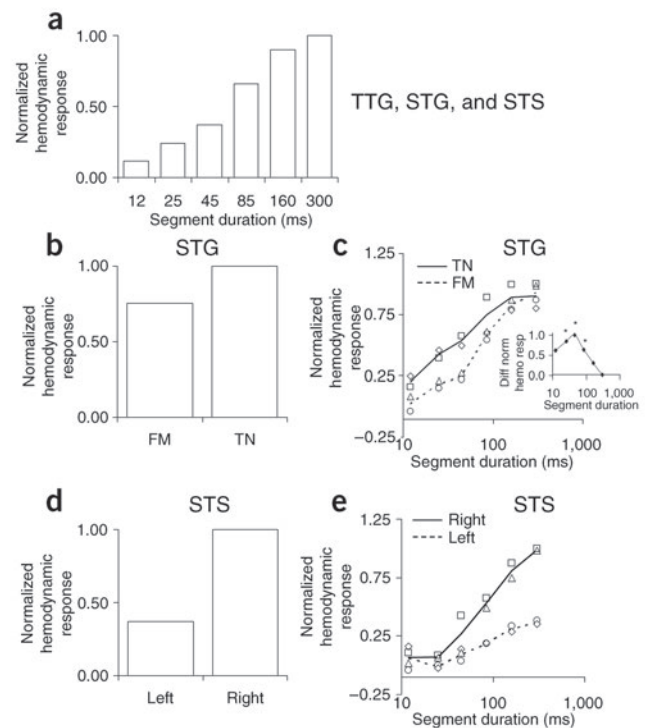 a
Normalized
hemodynamic
response
1.00
0.50
0.00
12 25 45 85 160 300
Segment duration (ms)
TTG, STG, and STS
b
STG
Normalized
hemodynamic
response
1.00
0.50
0.00
FM TN
c
STG
TN
FM
Normalized
hemodynamic
response
1.25
0.75
0.25
−0.25
10 100 1,000
Segment duration (ms)
Diff norm
hemo resp
1.0
0.5
0.0
* * *
10 100 1,000
Segment duration
d
STS
Normalized
hemodynamic
response
1.00
0.50
0.00
Left Right
e
STS
Right
Left
Normalized
hemodynamic
response
1.25
0.75
0.25
−0.25
10 100 1,000
Segment duration (ms)